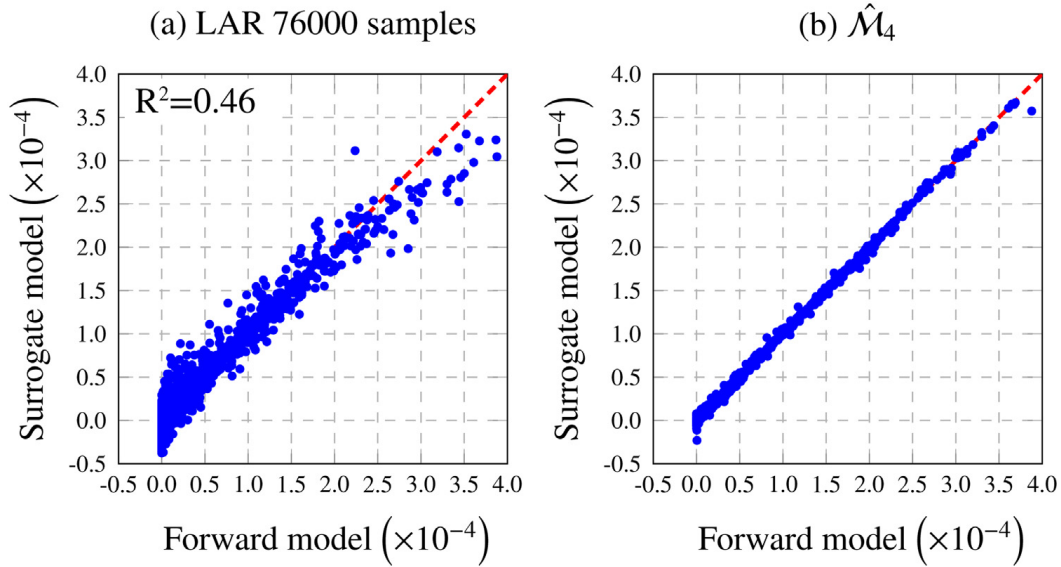 (a) LAR 76000 samples
(b) $\hat{\mathcal{M}}_4$
R²=0.46
Surrogate model (×10⁻⁴)
4.0
3.5
3.0
2.5
2.0
1.5
1.0
0.5
0.0
-0.5
-0.5 0.0 0.5 1.0 1.5 2.0 2.5 3.0 3.5 4.0
Forward model (×10⁻⁴)
Surrogate model (×10⁻⁴)
4.0
3.5
3.0
2.5
2.0
1.5
1.0
0.5
0.0
-0.5
-0.5 0.0 0.5 1.0 1.5 2.0 2.5 3.0 3.5 4.0
Forward model (×10⁻⁴)